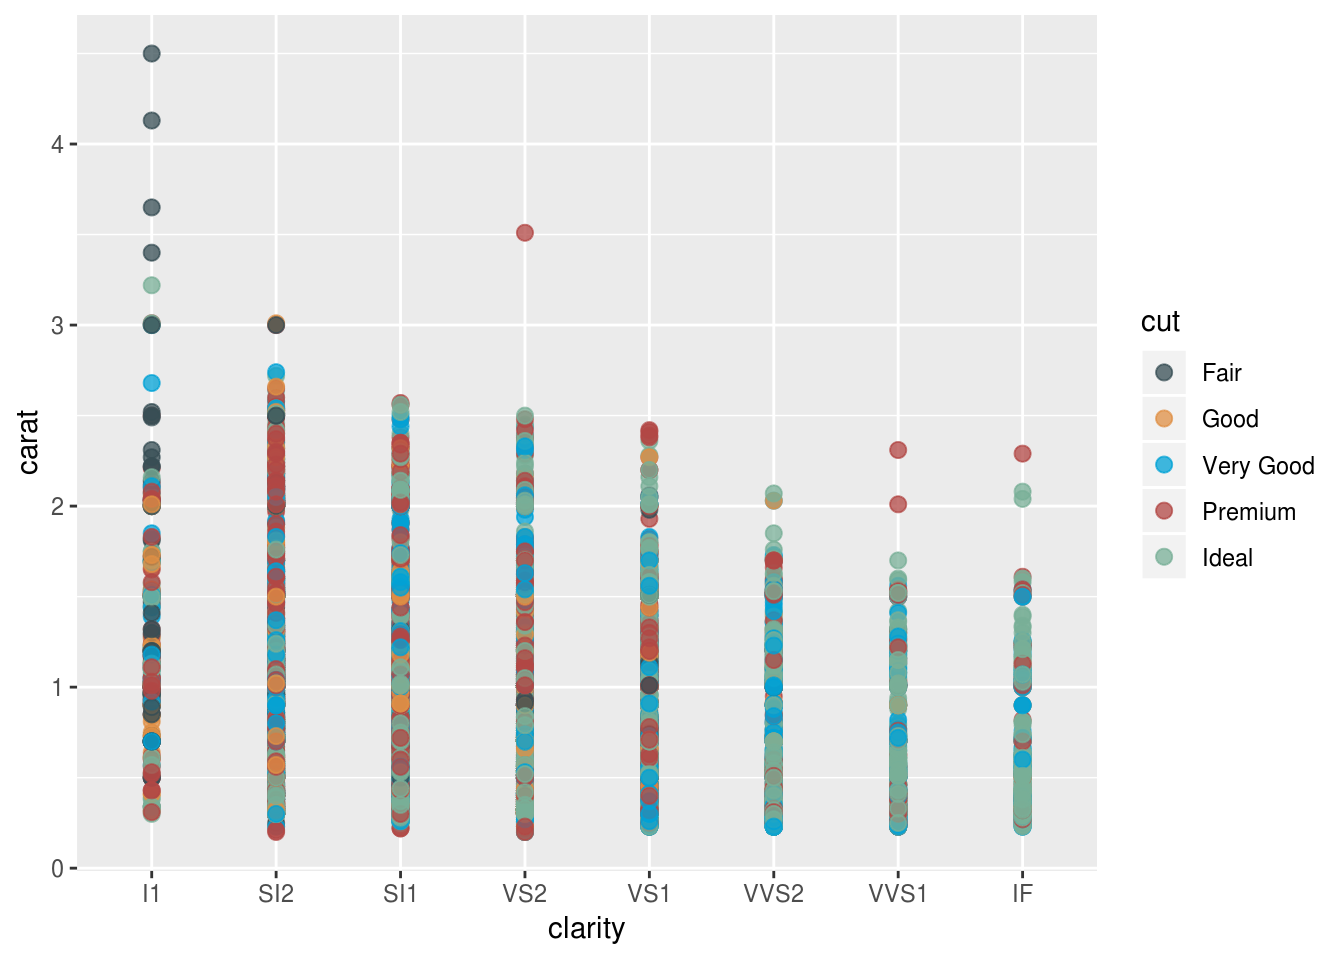 4
3
2
1
0
carat
I1 SI2 SI1 VS2 VS1 VVS2 VVS1 IF
clarity
cut
Fair
Good
Very Good
Premium
Ideal